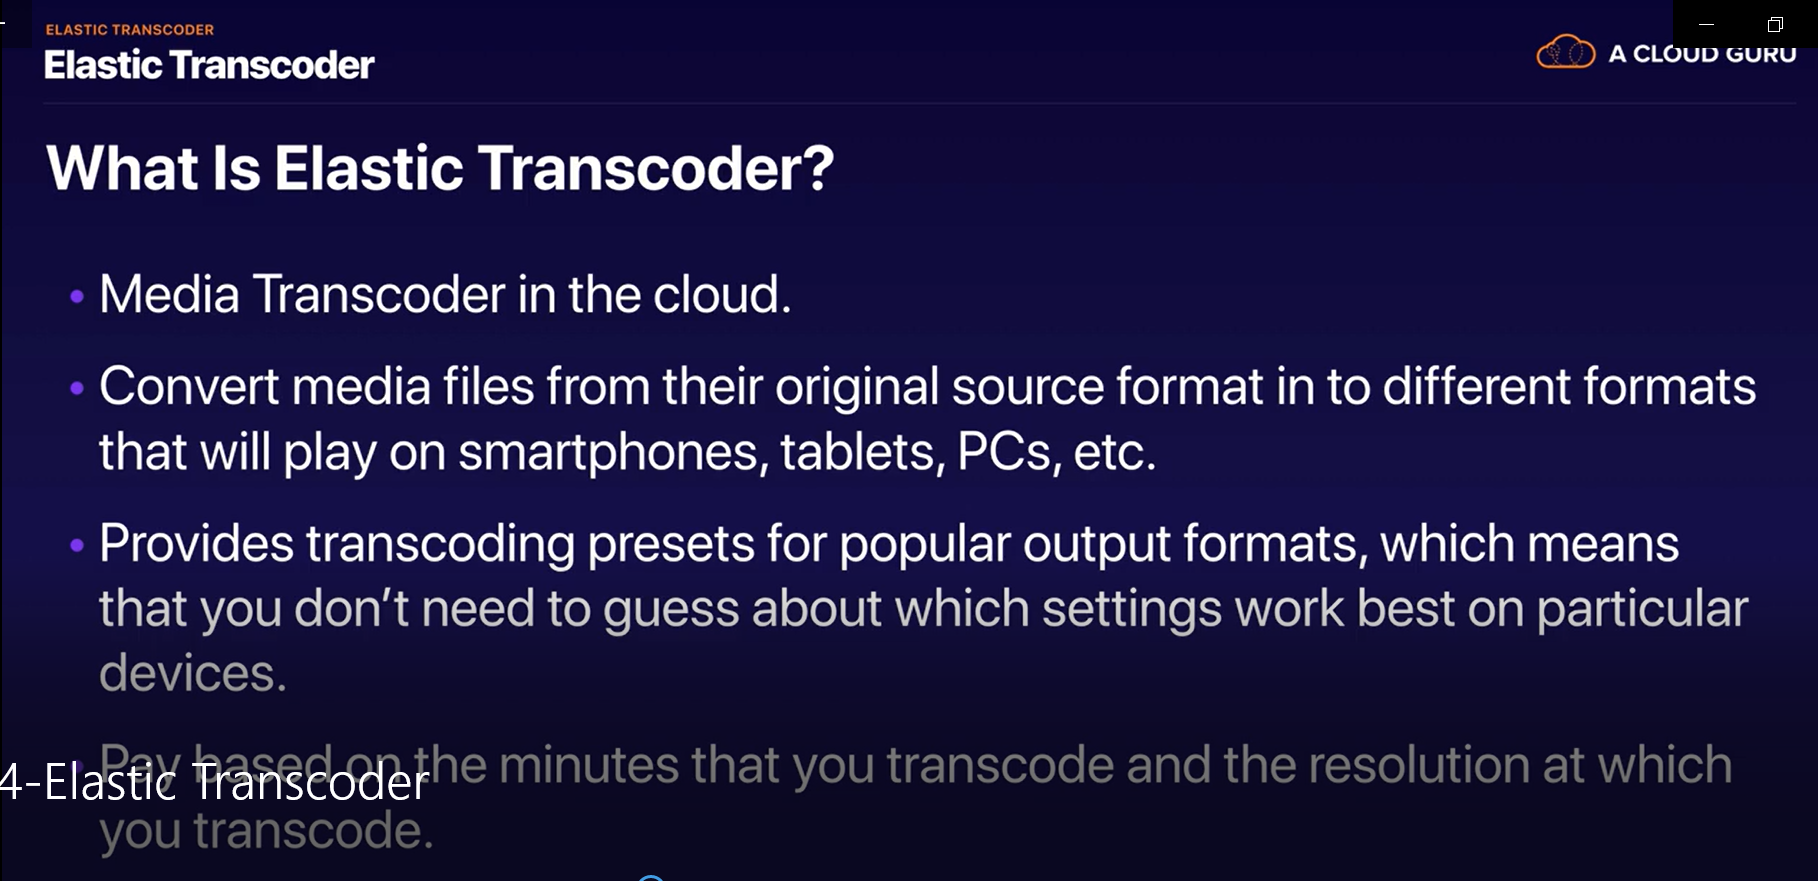 ELASTIC TRANSCODER
Elastic Transcoder
A CLOUD GURU
What Is Elastic Transcoder?
• Media Transcoder in the cloud.
• Convert media files from their original source format in to different formats
that will play on smartphones, tablets, PCs, etc.
• Provides transcoding presets for popular output formats, which means
that you don't need to guess about which settings work best on particular
devices.
• Pay based on the minutes that you transcode and the resolution at which
4-Elastic Transcoder
you transcode.